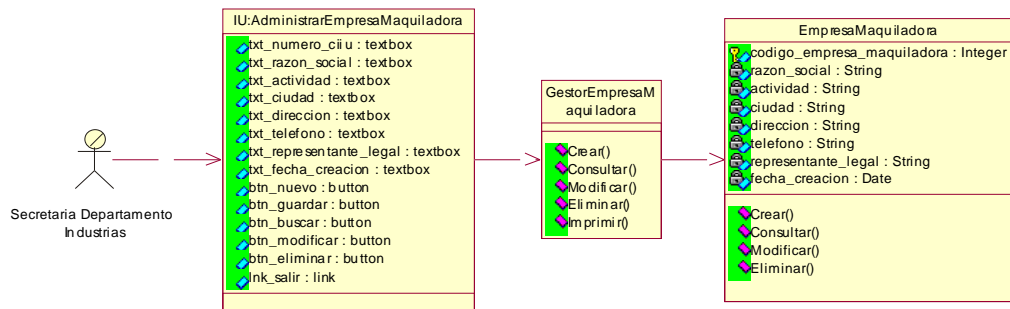 Secretaria Departamento
Industrias
IU:AdministrarEmpresaMaquiladora
txt_numero_ciiu : textbox
txt_razon_social : textbox
txt_actividad : textbox
txt_ciudad : textbox
txt_direccion : textbox
txt_telefono : textbox
txt_representante_legal : textbox
txt_fecha_creacion : textbox
btn_nuevo : button
btn_guardar : button
btn_buscar : button
btn_modificar : button
btn_eliminar : button
lnk_salir : link
GestorEmpresaM
aquiladora
Crear()
Consultar()
Modificar()
Eliminar()
Imprimir()
EmpresaMaquiladora
codigo_empresa_maquiladora : Integer
razon_social : String
actividad : String
ciudad : String
direccion : String
telefono : String
representante_legal : String
fecha_creacion : Date
Crear()
Consultar()
Modificar()
Eliminar()